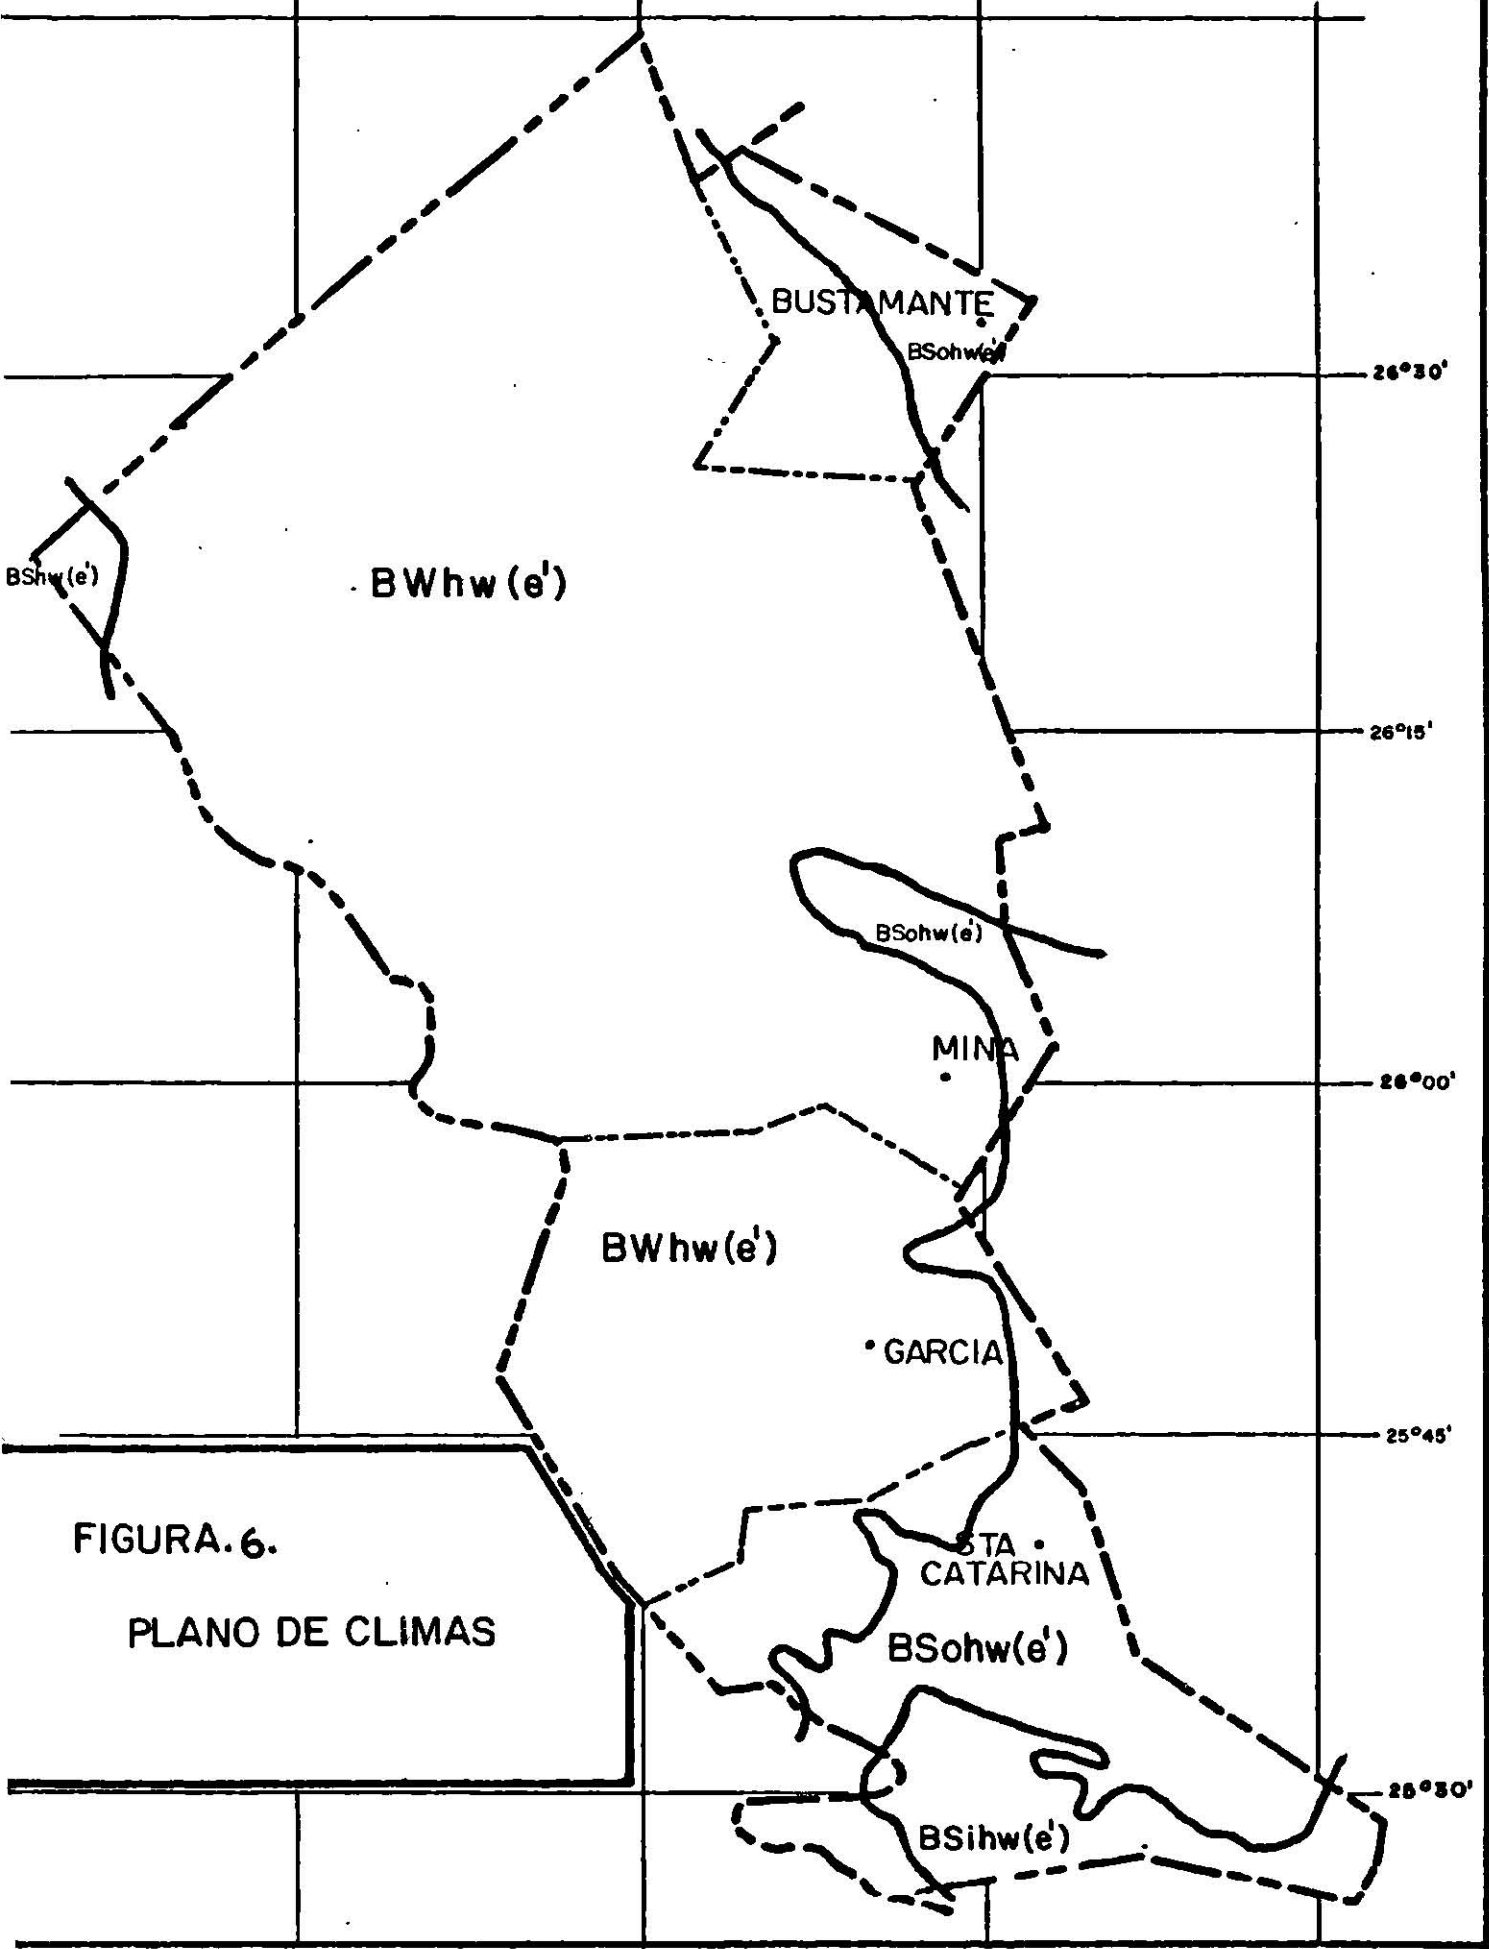 BUSTAMANTE
BSohw(e')
26°30'
BShw(e')
BWhw(e')
26°15'
BSohw(e')
MINA
26°00'
BWhw(e')
GARCIA
25°45'
FIGURA.6.
PLANO DE CLIMAS
STA
CATARINA
BSohw(e')
25°30'
BSihw(e')